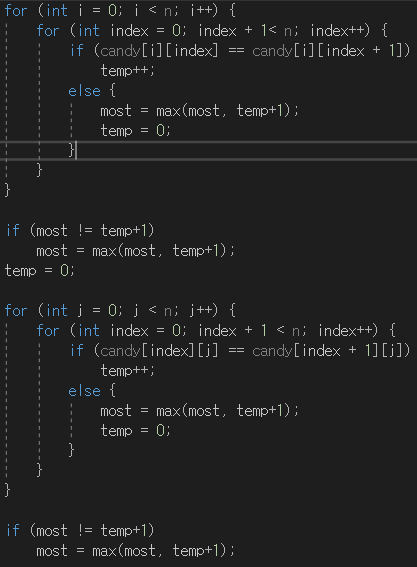 for (int i = 0; i < n; i++) {
    for (int index = 0; index + 1< n; index++) {
        if (candy[i][index] == candy[i][index + 1])
            temp++;
        else {
            most = max(most, temp+1);
            temp = 0;
        }
    }
}

if (most != temp+1)
    most = max(most, temp+1);
temp = 0;

for (int j = 0; j < n; j++) {
    for (int index = 0; index + 1 < n; index++) {
        if (candy[index][j] == candy[index + 1][j])
            temp++;
        else {
            most = max(most, temp+1);
            temp = 0;
        }
    }
}

if (most != temp+1)
    most = max(most, temp+1);